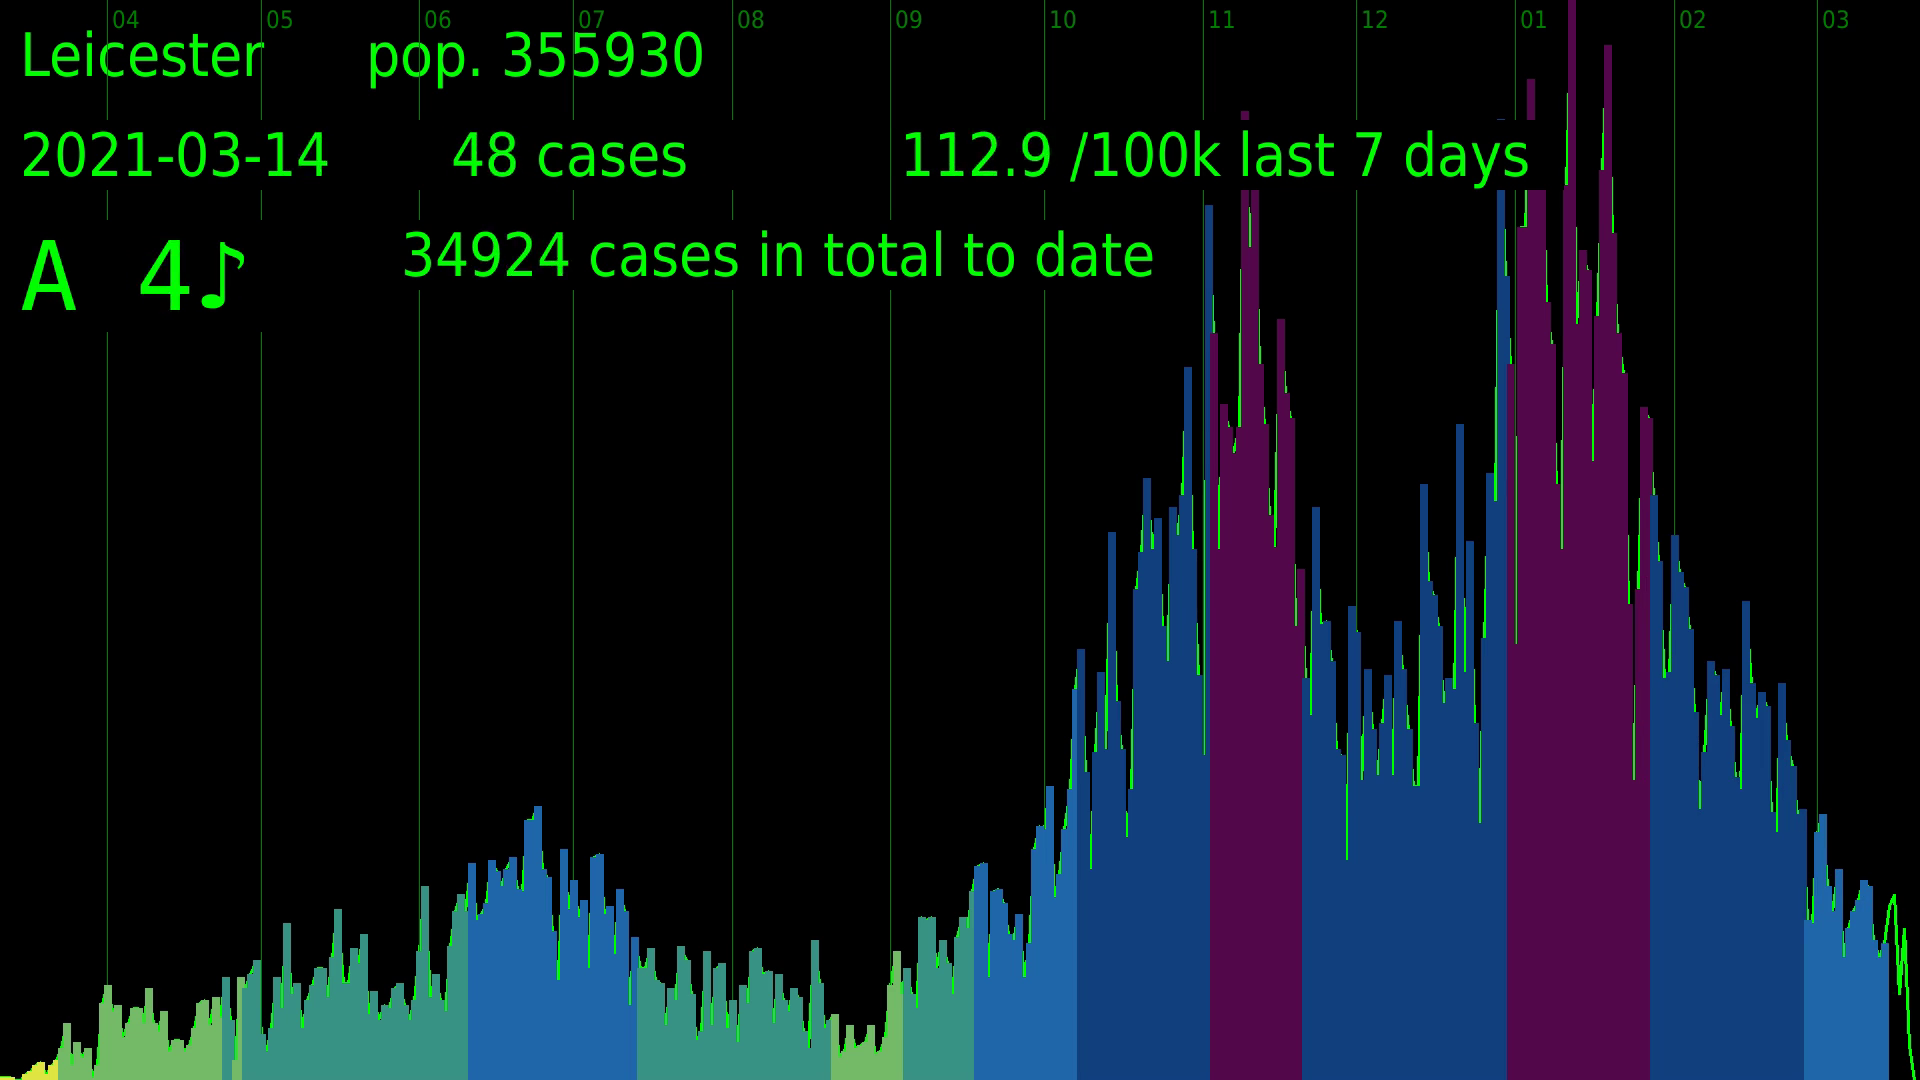 04 05 06 07 08 09 10 11 12 01 02 03
Leicester pop. 355930
2021-03-14 48 cases 112.9 /100k last 7 days
A 4♪ 34924 cases in total to date